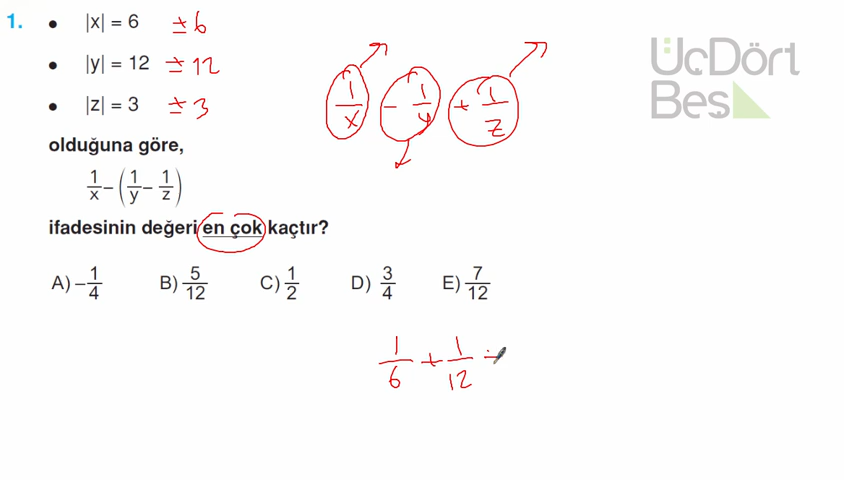 1. • |x| = 6 ±6
• |y| = 12 ±12
• |z| = 3 ±3
1/x - 1/y + 1/z
ÜçDört
Beş
olduğuna göre,
1/x – (1/y – 1/z)
ifadesinin değeri en çok kaçtır?
A) –1/4 B) 5/12 C) 1/2 D) 3/4 E) 7/12
1/6 + 1/12